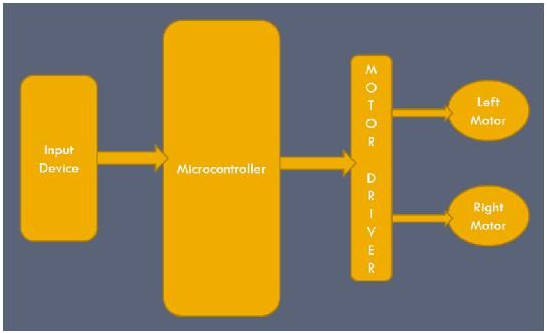 Input
Device
Microcontroller
M
O
T
O
R
D
R
I
V
E
R
Left
Motor
Right
Motor